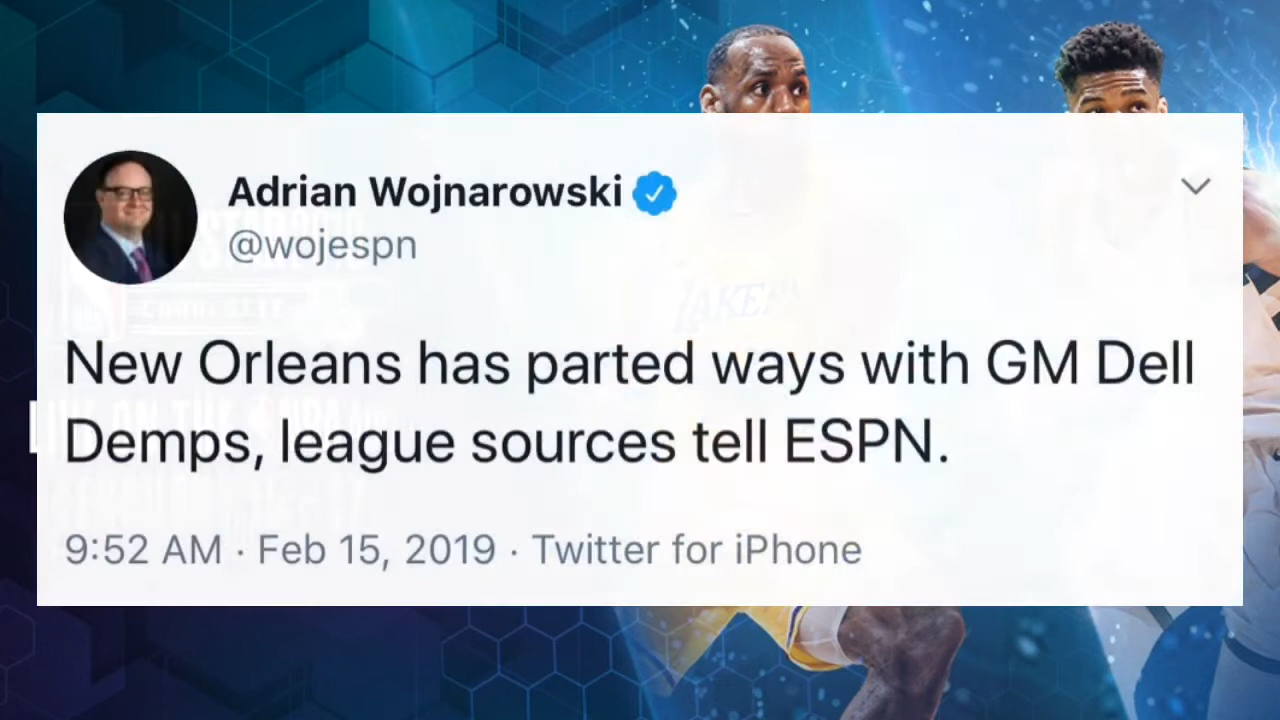 Adrian Wojnarowski
@wojespn
LAKERS
New Orleans has parted ways with GM Dell
Demps, league sources tell ESPN.
9:52 AM · Feb 15, 2019 · Twitter for iPhone